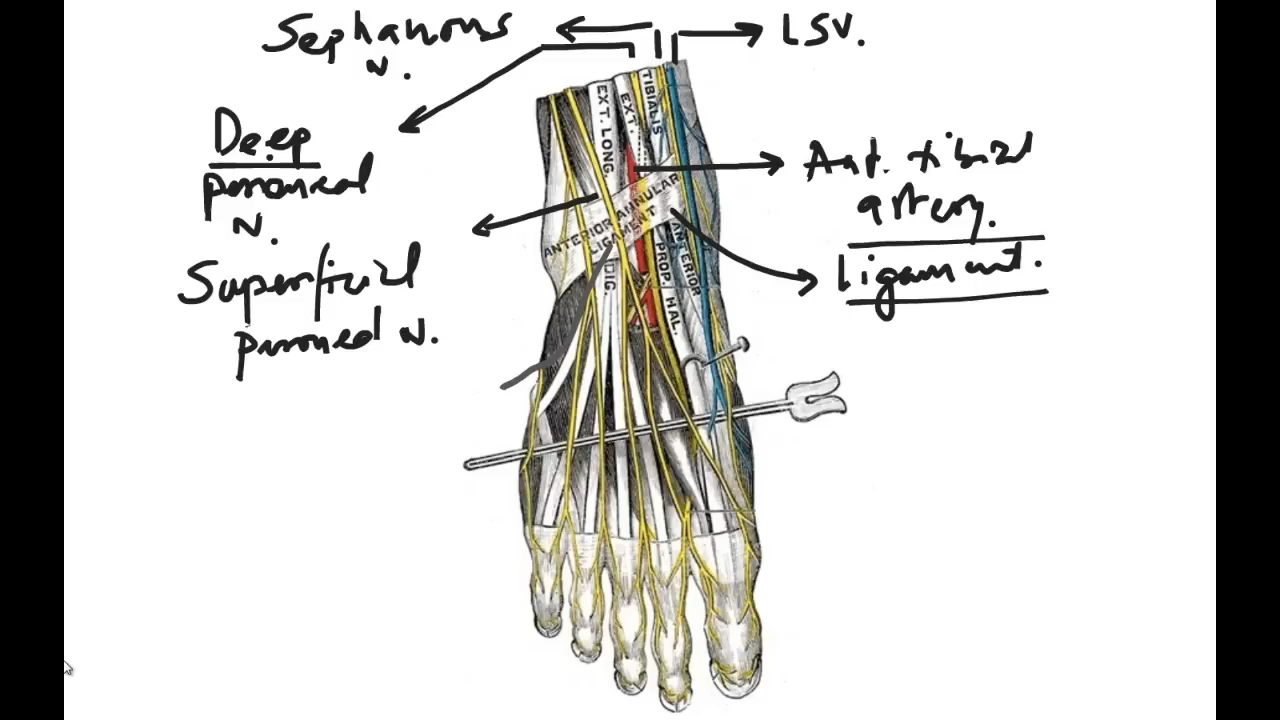 Sephanous
N.
LSV.
Deep
peroneal
N.
Superficial
peroneal N.
Ant. tibial
artery.
Ligament.
EXT. LONG.
EXT.
TIBIALIS
ANTERIOR ANNULAR
LIGAMENT
DIG.
PROP.
HAL.
ANTERIOR